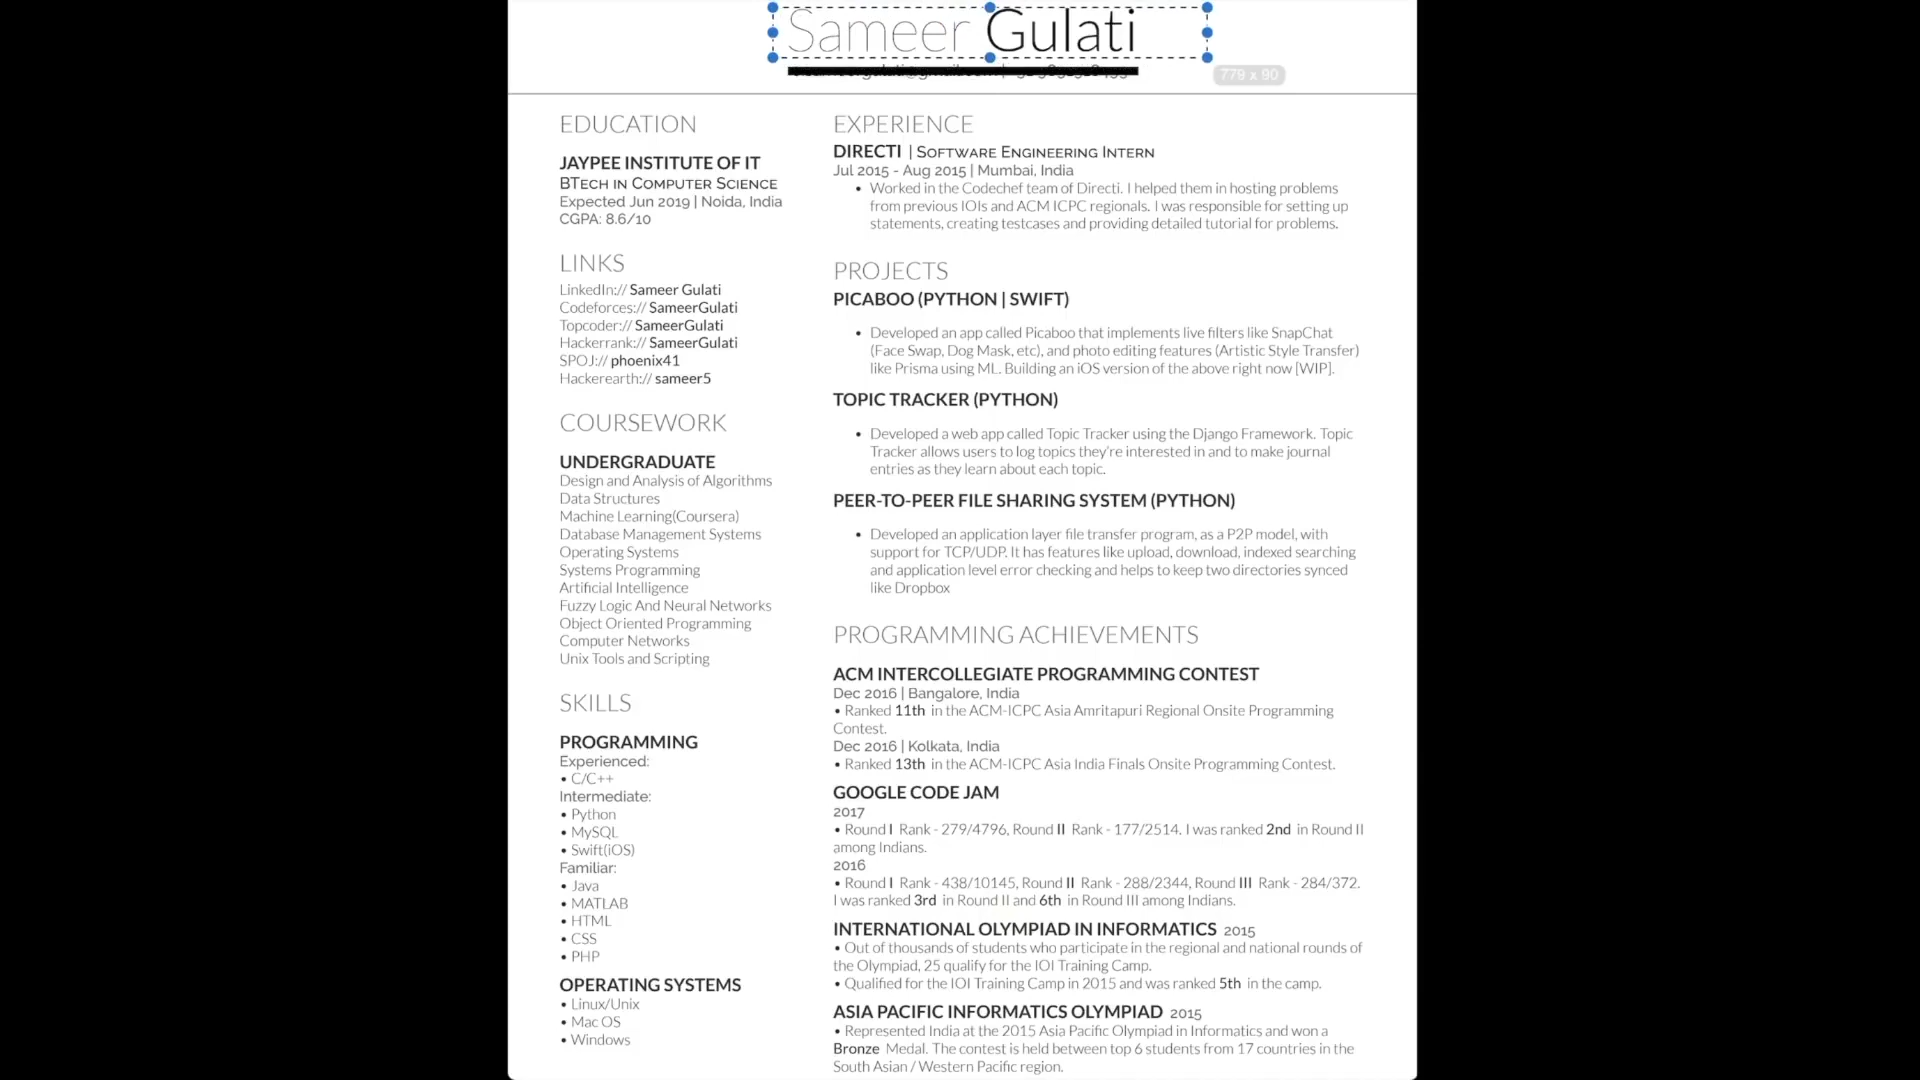 Sameer Gulati
779 x 90
EDUCATION
JAYPEE INSTITUTE OF IT
BTECH IN COMPUTER SCIENCE
Expected Jun 2019 | Noida, India
CGPA: 8.6/10
LINKS
LinkedIn:// Sameer Gulati
Codeforces:// SameerGulati
Topcoder:// SameerGulati
Hackerrank:// SameerGulati
SPOJ:// phoenix41
Hackerearth:// sameer5
COURSEWORK
UNDERGRADUATE
Design and Analysis of Algorithms
Data Structures
Machine Learning(Coursera)
Database Management Systems
Operating Systems
Systems Programming
Artificial Intelligence
Fuzzy Logic And Neural Networks
Object Oriented Programming
Computer Networks
Unix Tools and Scripting
SKILLS
PROGRAMMING
Experienced:
• C/C++
Intermediate:
• Python
• MySQL
• Swift(iOS)
Familiar:
• Java
• MATLAB
• HTML
• CSS
• PHP
OPERATING SYSTEMS
• Linux/Unix
• Mac OS
• Windows
EXPERIENCE
DIRECTI | SOFTWARE ENGINEERING INTERN
Jul 2015 - Aug 2015 | Mumbai, India
• Worked in the Codechef team of Directi. I helped them in hosting problems
from previous IOIs and ACM ICPC regionals. I was responsible for setting up
statements, creating testcases and providing detailed tutorial for problems.
PROJECTS
PICABOO (PYTHON | SWIFT)
• Developed an app called Picaboo that implements live filters like SnapChat
(Face Swap, Dog Mask, etc), and photo editing features (Artistic Style Transfer)
like Prisma using ML. Building an iOS version of the above right now [WIP].
TOPIC TRACKER (PYTHON)
• Developed a web app called Topic Tracker using the Django Framework. Topic
Tracker allows users to log topics they're interested in and to make journal
entries as they learn about each topic.
PEER-TO-PEER FILE SHARING SYSTEM (PYTHON)
• Developed an application layer file transfer program, as a P2P model, with
support for TCP/UDP. It has features like upload, download, indexed searching
and application level error checking and helps to keep two directories synced
like Dropbox
PROGRAMMING ACHIEVEMENTS
ACM INTERCOLLEGIATE PROGRAMMING CONTEST
Dec 2016 | Bangalore, India
• Ranked 11th in the ACM-ICPC Asia Amritapuri Regional Onsite Programming
Contest.
Dec 2016 | Kolkata, India
• Ranked 13th in the ACM-ICPC Asia India Finals Onsite Programming Contest.
GOOGLE CODE JAM
2017
• Round I Rank - 279/4796, Round II Rank - 177/2514. I was ranked 2nd in Round II
among Indians.
2016
• Round I Rank - 438/10145, Round II Rank - 288/2344, Round III Rank - 284/372.
I was ranked 3rd in Round II and 6th in Round III among Indians.
INTERNATIONAL OLYMPIAD IN INFORMATICS 2015
• Out of thousands of students who participate in the regional and national rounds of
the Olympiad, 25 qualify for the IOI Training Camp.
• Qualified for the IOI Training Camp in 2015 and was ranked 5th in the camp.
ASIA PACIFIC INFORMATICS OLYMPIAD 2015
• Represented India at the 2015 Asia Pacific Olympiad in Informatics and won a
Bronze Medal. The contest is held between top 6 students from 17 countries in the
South Asian / Western Pacific region.